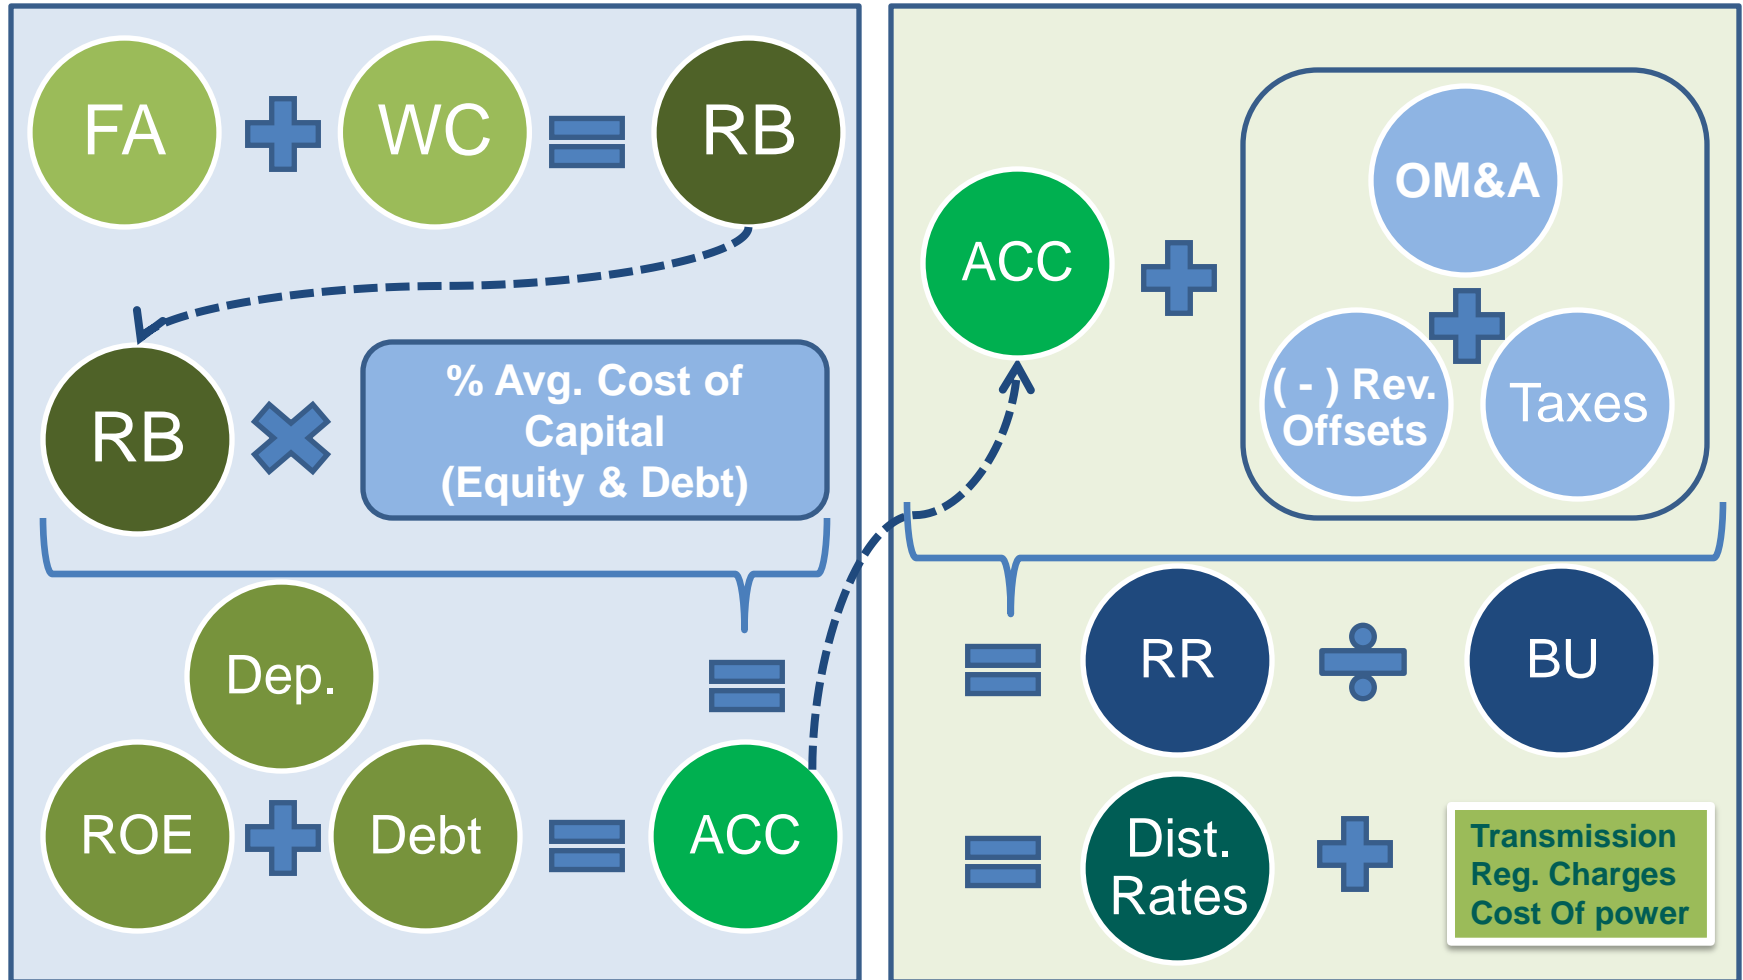 FA
WC
RB
RB
% Avg. Cost of
Capital
(Equity & Debt)
Dep.
ROE
Debt
ACC
ACC
OM&A
( - ) Rev.
Offsets
Taxes
RR
BU
Dist.
Rates
Transmission
Reg. Charges
Cost Of power